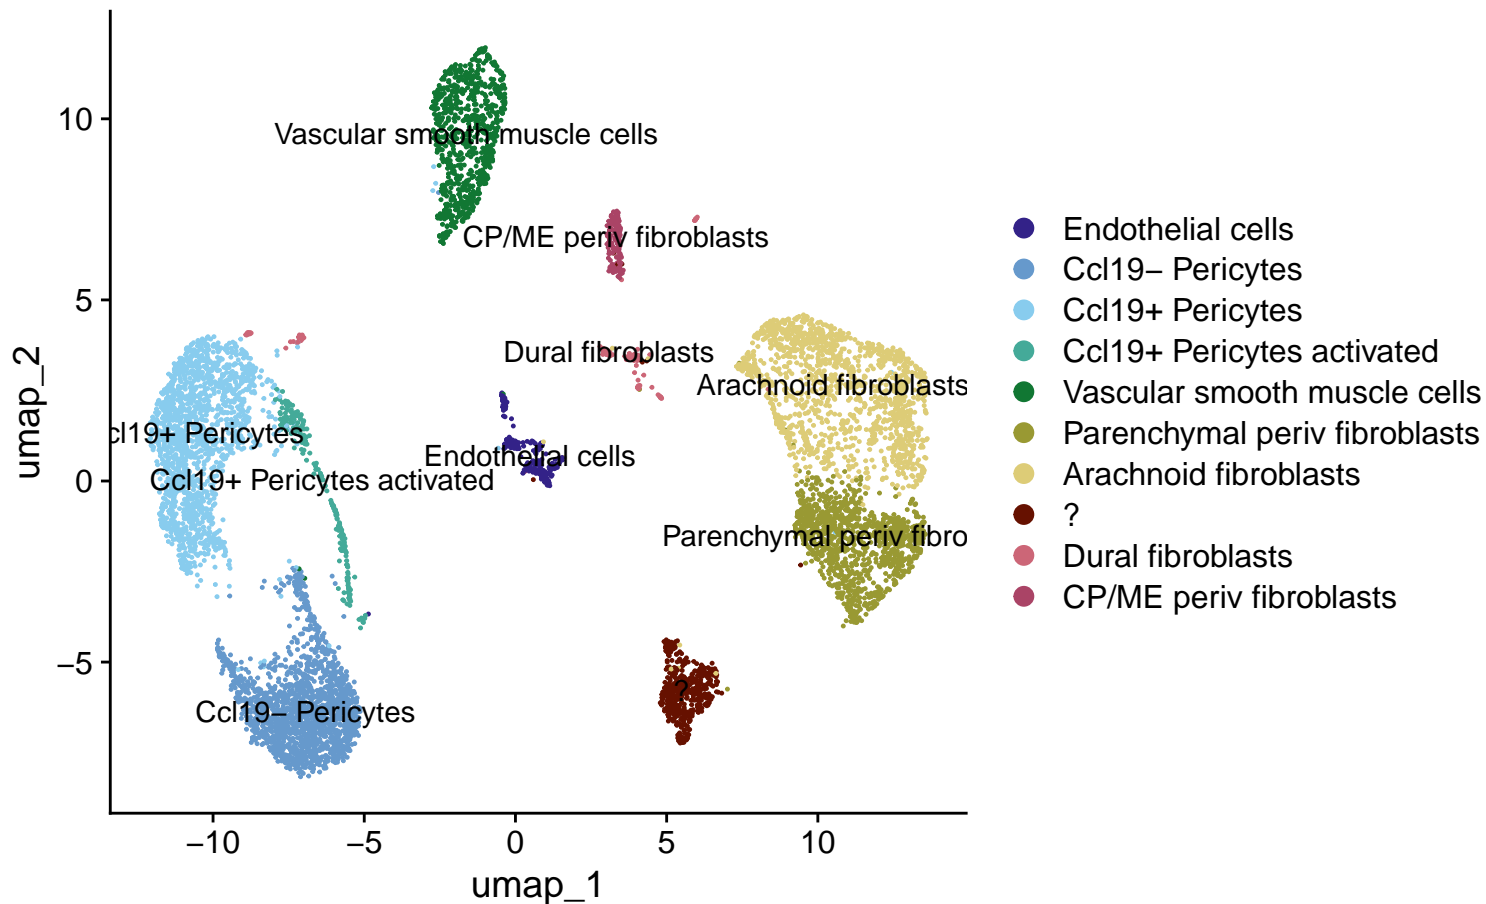 10
5
0
−5
umap_2
−10
−5
0
5
10
umap_1
Vascular smooth muscle cells
CP/ME periv fibroblasts
Dural fibroblasts
Arachnoid fibroblasts
cl19+ Pericytes
Endothelial cells
Ccl19+ Pericytes activated
Parenchymal periv fibro
?
Ccl19− Pericytes
Endothelial cells
Ccl19− Pericytes
Ccl19+ Pericytes
Ccl19+ Pericytes activated
Vascular smooth muscle cells
Parenchymal periv fibroblasts
Arachnoid fibroblasts
?
Dural fibroblasts
CP/ME periv fibroblasts